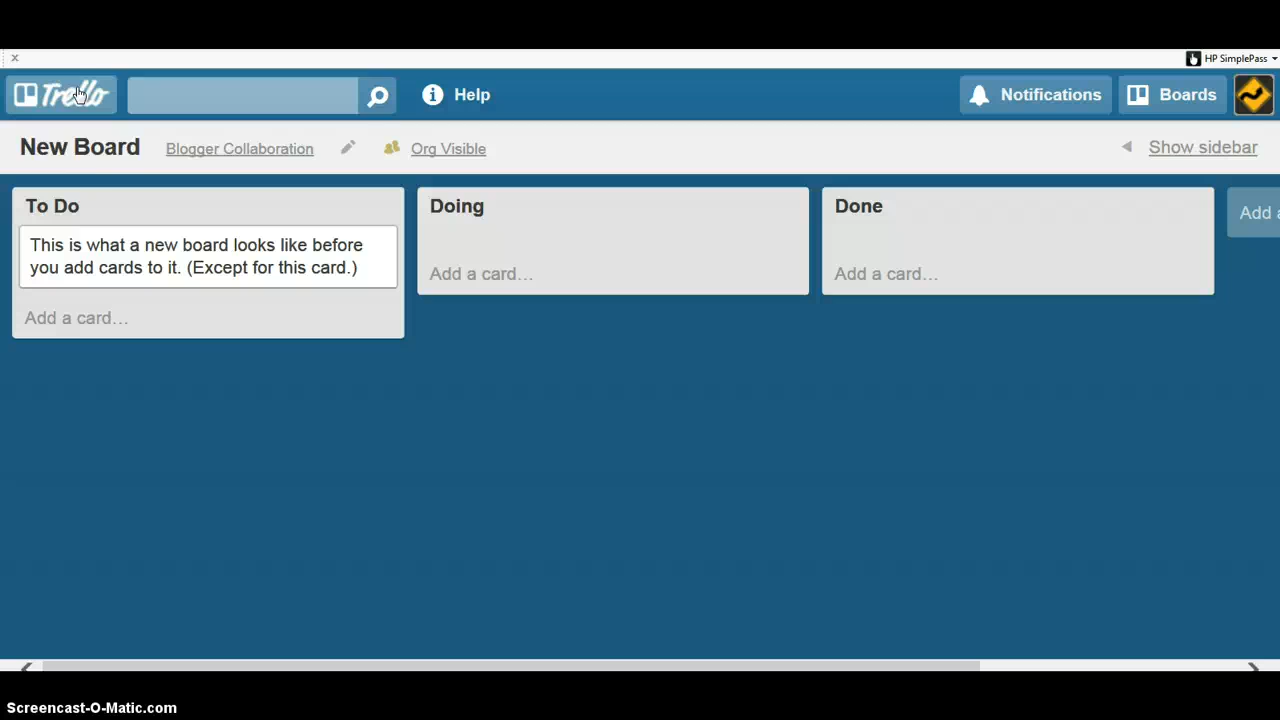 x
HP SimplePass
Trello
Help
Notifications
Boards
New Board
Blogger Collaboration
Org Visible
Show sidebar
To Do
This is what a new board looks like before
you add cards to it. (Except for this card.)
Add a card…
Doing
Add a card…
Done
Add a card…
Add
Screencast-O-Matic.com